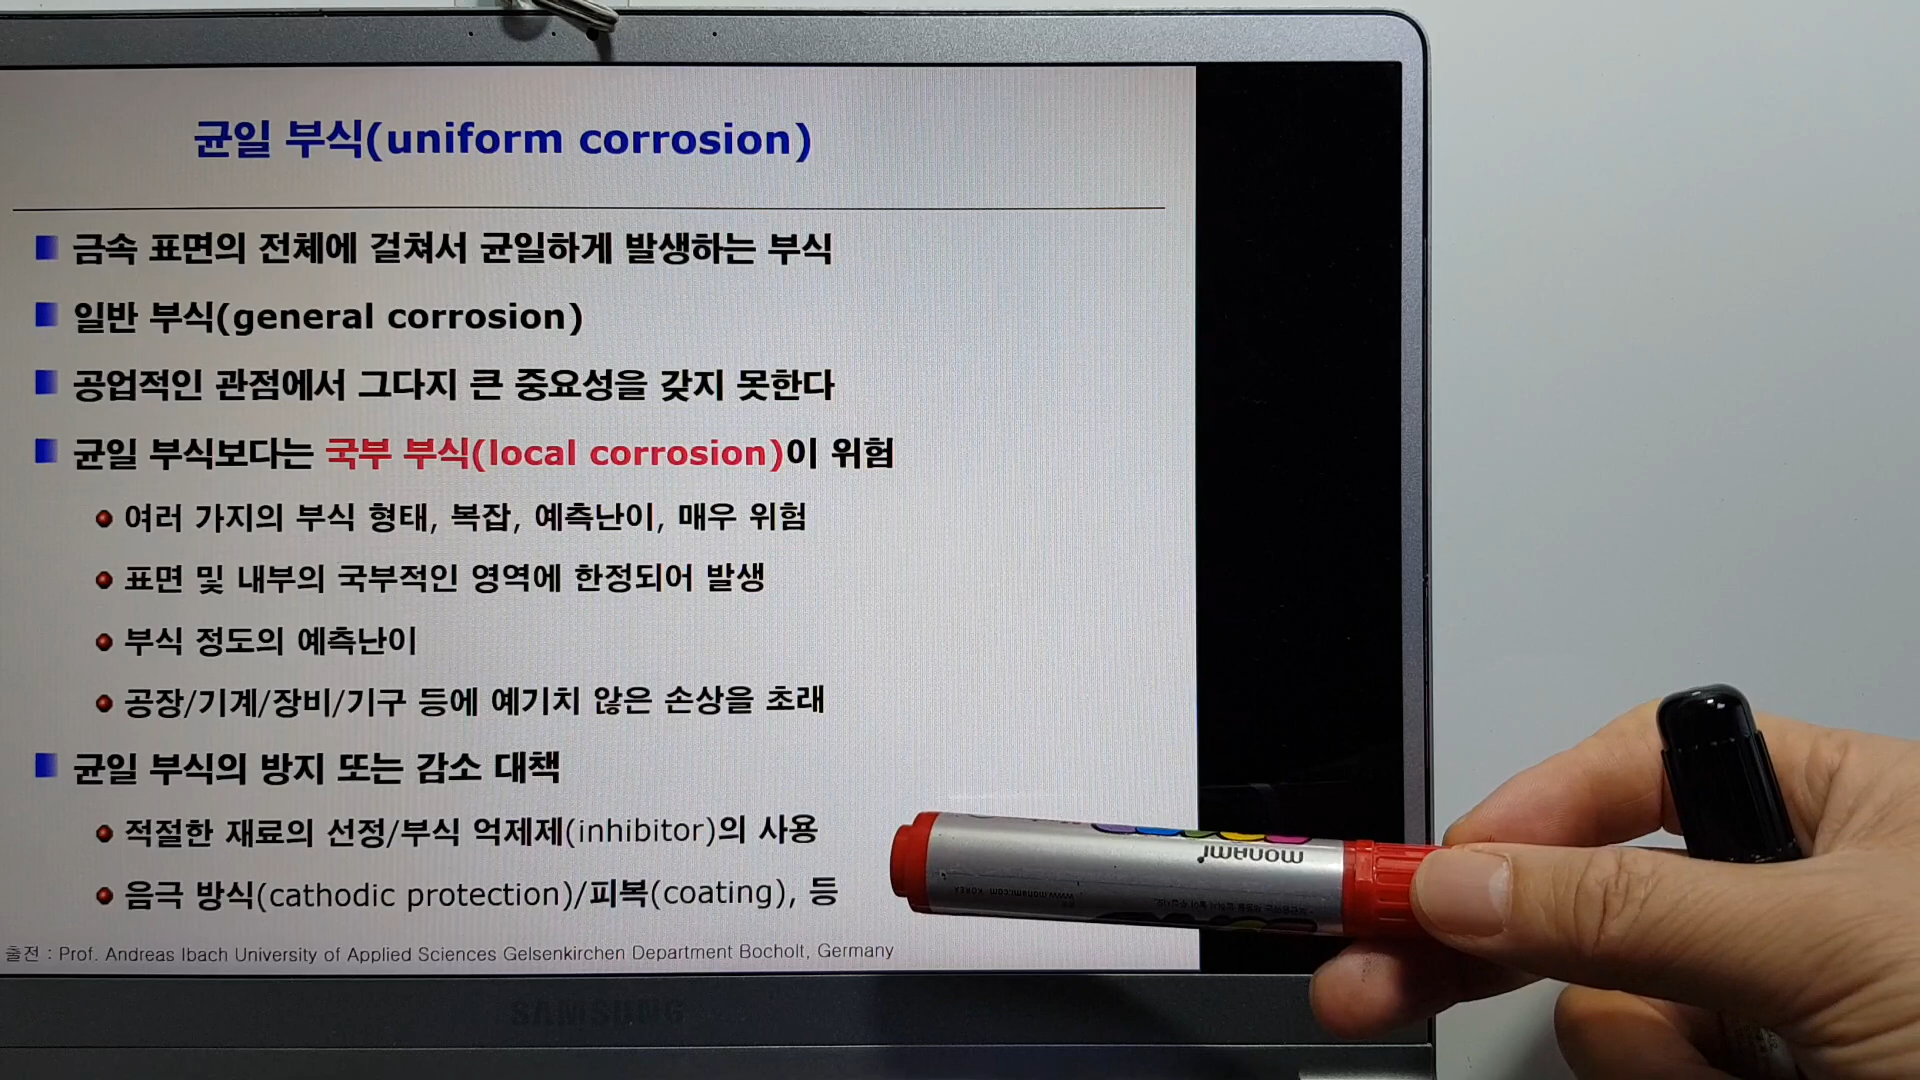 균일 부식(uniform corrosion)
금속 표면의 전체에 걸쳐서 균일하게 발생하는 부식
일반 부식(general corrosion)
공업적인 관점에서 그다지 큰 중요성을 갖지 못한다
균일 부식보다는 국부 부식(local corrosion)이 위험
여러 가지의 부식 형태, 복잡, 예측난이, 매우 위험
표면 및 내부의 국부적인 영역에 한정되어 발생
부식 정도의 예측난이
공장/기계/장비/기구 등에 예기치 않은 손상을 초래
균일 부식의 방지 또는 감소 대책
적절한 재료의 선정/부식 억제제(inhibitor)의 사용
음극 방식(cathodic protection)/피복(coating), 등
출전 : Prof. Andreas Ibach University of Applied Sciences Gelsenkirchen Department Bocholt, Germany
monami
www.monami.com KOREA
SAMSUNG